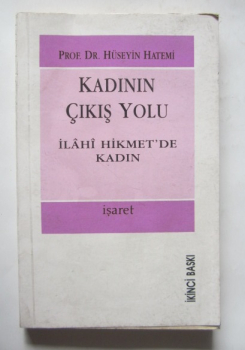 PROF. DR. HÜSEYİN HATEMİ
KADININ
ÇIKIŞ YOLU
İLÂHÎ HİKMET'DE
KADIN
işaret
İKİNCİ BASKI